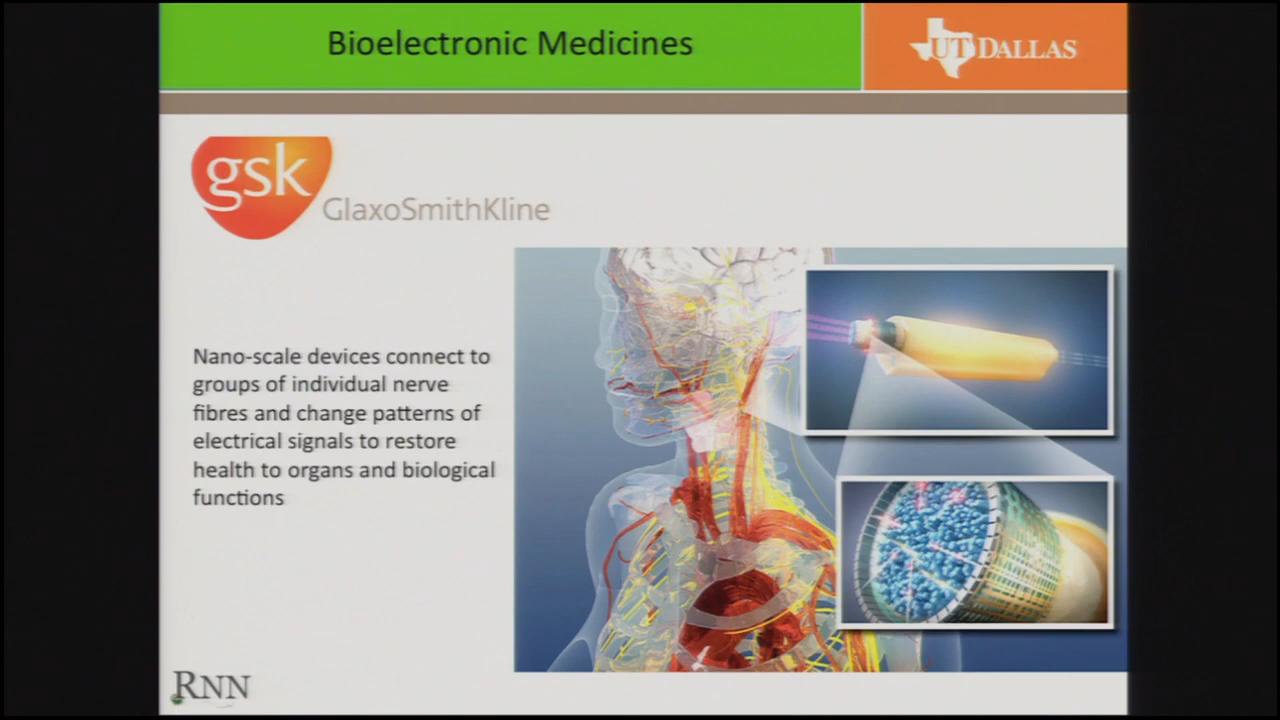 Bioelectronic Medicines
UT DALLAS
gsk
GlaxoSmithKline
Nano-scale devices connect to
groups of individual nerve
fibres and change patterns of
electrical signals to restore
health to organs and biological
functions
RNN